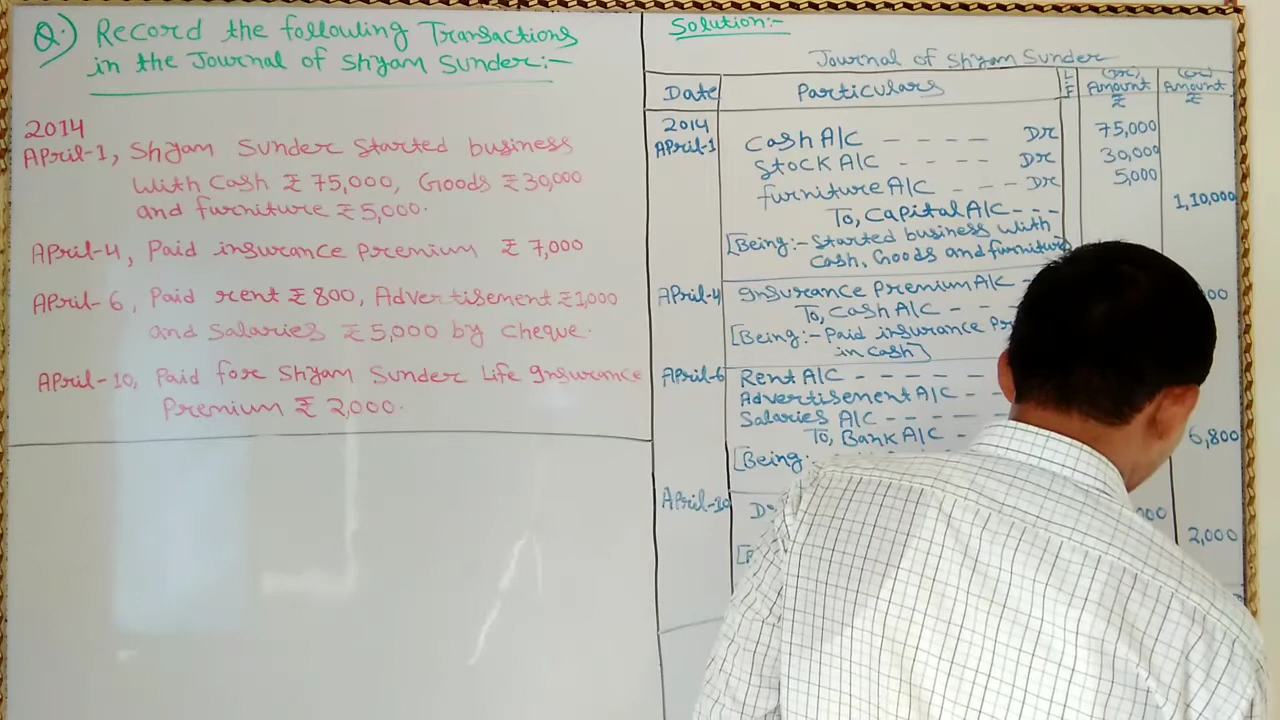 Q.) Record the following Transactions
in the Journal of Shyam Sunder:-
2014
April-1, Shyam Sunder Started business
with cash ₹ 75,000, Goods ₹ 30,000
and furniture ₹ 5,000.
April-4, Paid insurance Premium ₹ 7,000
April-6, Paid rent ₹ 800, Advertisement ₹ 1,000
and Salaries ₹ 5,000 by cheque.
April-10, Paid for Shyam Sunder Life Insurance
Premium ₹ 2,000.
Solution:-
Journal of Shyam Sunder
Date Particulars L.F (Dr.) Amount ₹ (Cr.) Amount ₹
2014
April-1 Cash A/C ---- Dr 75,000
Stock A/C ---- Dr 30,000
furniture A/C --- Dr 5,000
To, Capital A/C --- 1,10,000
[Being:- Started business with
Cash, Goods and furniture
April-4 Insurance Premium A/C -
To, Cash A/C -
[Being:- Paid insurance
in cash]
April-6 Rent A/C -----
Advertisement A/C --
Salaries A/C -----
To, Bank A/C - 6,800
[Being:
April-10
2,000